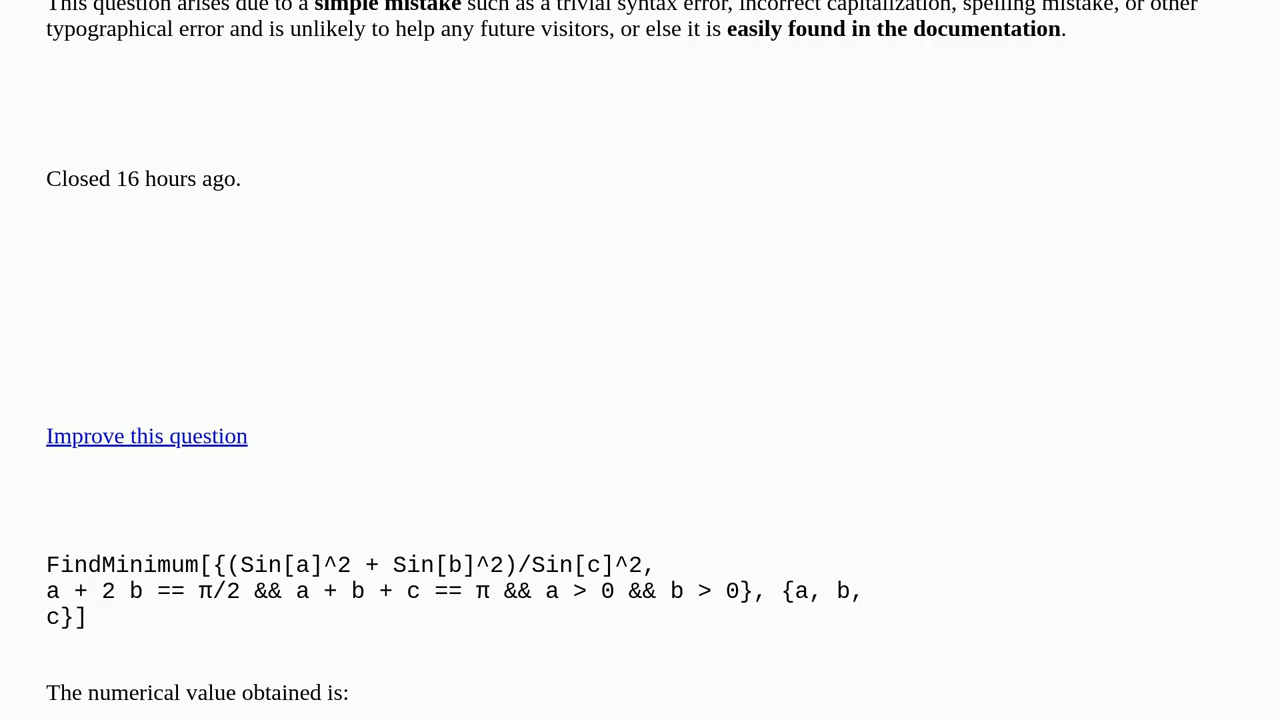 This question arises due to a simple mistake such as a trivial syntax error, incorrect capitalization, spelling mistake, or other
typographical error and is unlikely to help any future visitors, or else it is easily found in the documentation.
Closed 16 hours ago.
Improve this question
FindMinimum[{(Sin[a]^2 + Sin[b]^2)/Sin[c]^2,
a + 2 b == π/2 && a + b + c == π && a > 0 && b > 0}, {a, b,
c}]
The numerical value obtained is: